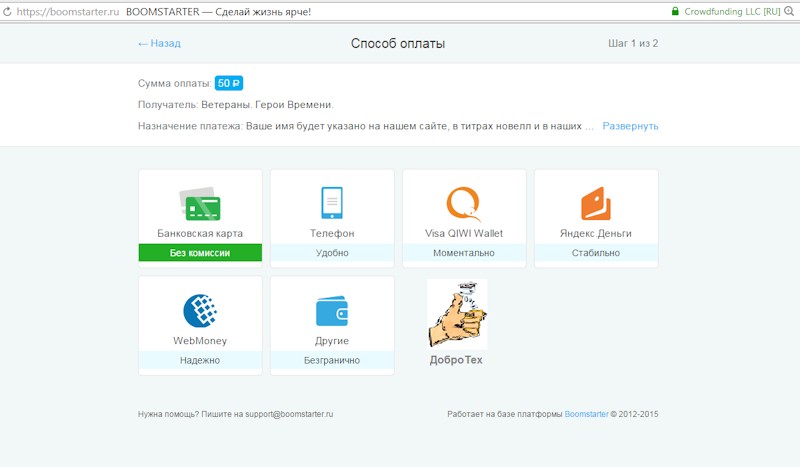 https://boomstarter.ru BOOMSTARTER — Сделай жизнь ярче! Crowdfunding LLC [RU]
← Назад Способ оплаты Шаг 1 из 2
Сумма оплаты: 50 ₽
Получатель: Ветераны. Герои Времени.
Назначение платежа: Ваше имя будет указано на нашем сайте, в титрах новелл и в наших ... Развернуть
Банковская карта Телефон Visa QIWI Wallet Яндекс.Деньги
Без комиссии Удобно Моментально Стабильно
WebMoney Другие
Надежно Безгранично ДоброТех
Нужна помощь? Пишите на support@boomstarter.ru Работает на базе платформы Boomstarter © 2012-2015